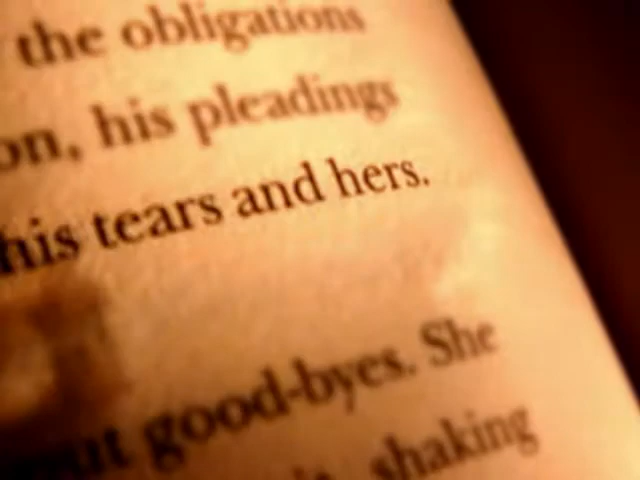 the obligations
on, his pleadings
his tears and hers.
good-byes. She
shaking